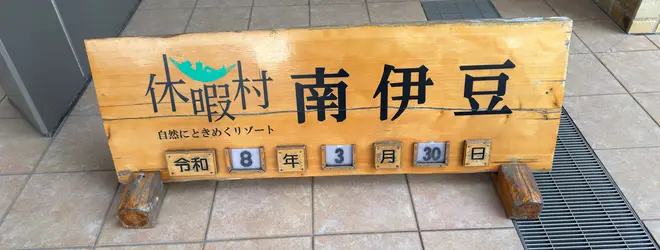 休暇村 南伊豆
自然にときめくリゾート
令和 8 年 3 月 30 日